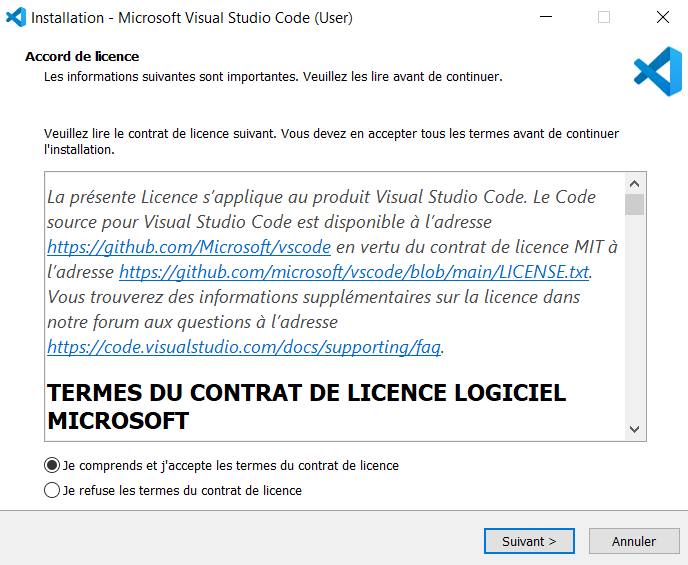 Installation - Microsoft Visual Studio Code (User)
Accord de licence
Les informations suivantes sont importantes. Veuillez les lire avant de continuer.
Veuillez lire le contrat de licence suivant. Vous devez en accepter tous les termes avant de continuer
l'installation.
La présente Licence s’applique au produit Visual Studio Code. Le Code
source pour Visual Studio Code est disponible à l’adresse
https://github.com/Microsoft/vscode en vertu du contrat de licence MIT à
l’adresse https://github.com/microsoft/vscode/blob/main/LICENSE.txt.
Vous trouverez des informations supplémentaires sur la licence dans
notre forum aux questions à l’adresse
https://code.visualstudio.com/docs/supporting/faq.
TERMES DU CONTRAT DE LICENCE LOGICIEL
MICROSOFT
Je comprends et j'accepte les termes du contrat de licence
Je refuse les termes du contrat de licence
Suivant >
Annuler